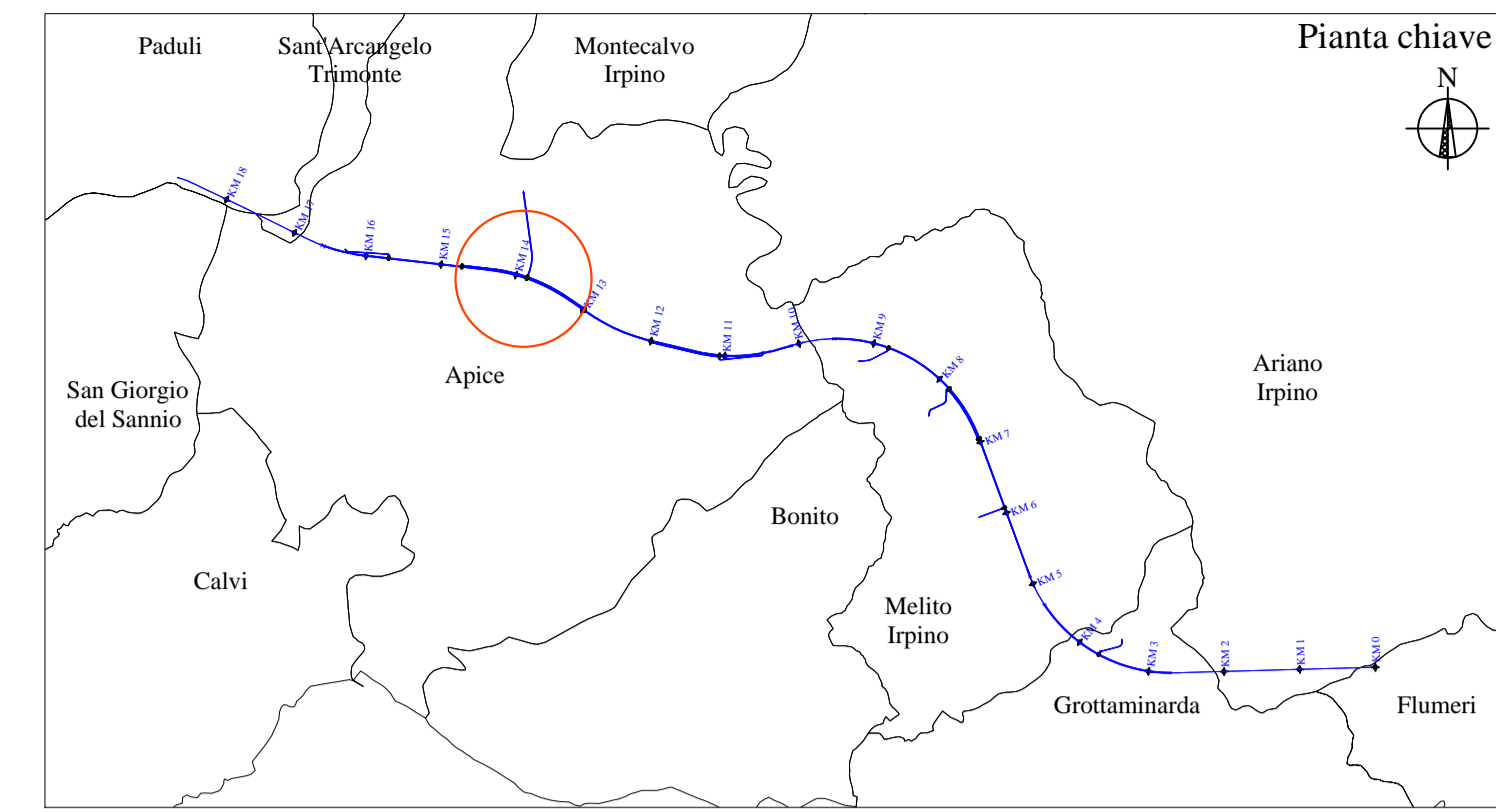 Pianta chiave
N
Paduli
Sant'Arcangelo
Trimonte
Montecalvo
Irpino
KM 18
KM 17
KM 16
KM 15
KM 14
KM 13
KM 12
KM 11
KM 10
KM 9
KM 8
KM 7
KM 6
KM 5
KM 4
KM 3
KM 2
KM 1
KM 0
San Giorgio
del Sannio
Apice
Ariano
Irpino
Bonito
Calvi
Melito
Irpino
Grottaminarda
Flumeri